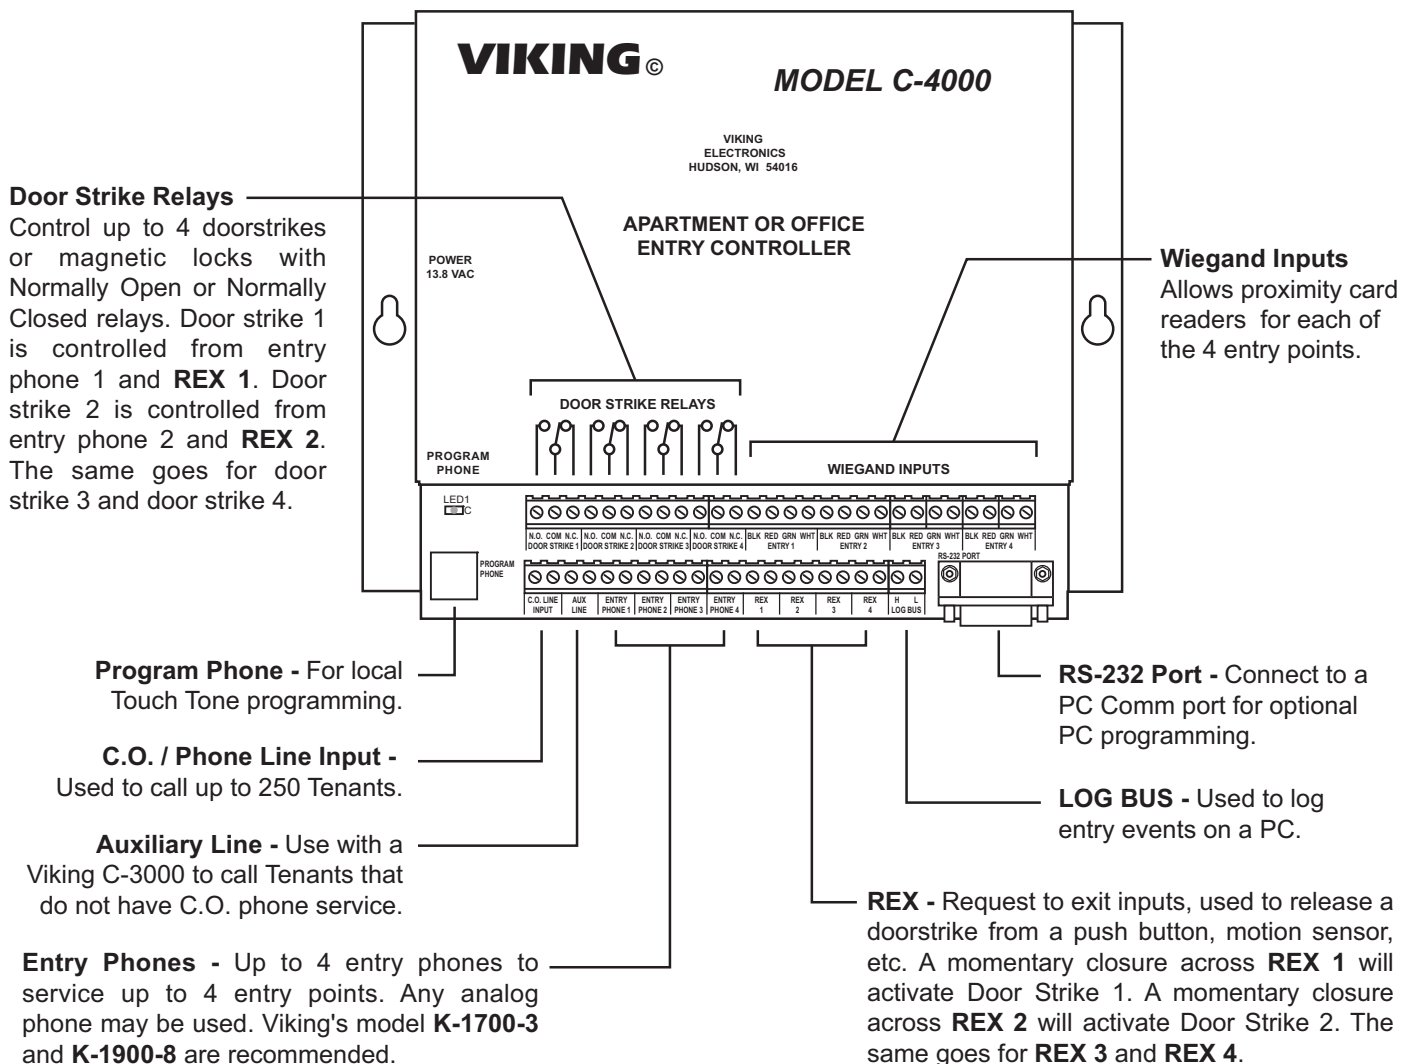 VIKING©
MODEL C-4000
VIKING
ELECTRONICS
HUDSON, WI 54016
APARTMENT OR OFFICE
ENTRY CONTROLLER
POWER
13.8 VAC
Door Strike Relays
Control up to 4 doorstrikes
or magnetic locks with
Normally Open or Normally
Closed relays. Door strike 1
is controlled from entry
phone 1 and REX 1. Door
strike 2 is controlled from
entry phone 2 and REX 2.
The same goes for door
strike 3 and door strike 4.
Wiegand Inputs
Allows proximity card
readers for each of
the 4 entry points.
DOOR STRIKE RELAYS
WIEGAND INPUTS
PROGRAM
PHONE
LED1
C
N.O. COM N.C. N.O. COM N.C. N.O. COM N.C. N.O. COM N.C. BLK RED GRN WHT BLK RED GRN WHT BLK RED GRN WHT BLK RED GRN WHT
DOOR STRIKE 1 DOOR STRIKE 2 DOOR STRIKE 3 DOOR STRIKE 4 ENTRY 1 ENTRY 2 ENTRY 3 ENTRY 4
RS-232 PORT
PROGRAM
PHONE
C.O. LINE AUX ENTRY ENTRY ENTRY ENTRY REX REX REX REX H L
INPUT LINE PHONE 1 PHONE 2 PHONE 3 PHONE 4 1 2 3 4 LOG BUS
Program Phone - For local
Touch Tone programming.
C.O. / Phone Line Input -
Used to call up to 250 Tenants.
Auxiliary Line - Use with a
Viking C-3000 to call Tenants that
do not have C.O. phone service.
Entry Phones - Up to 4 entry phones to
service up to 4 entry points. Any analog
phone may be used. Viking's model K-1700-3
and K-1900-8 are recommended.
RS-232 Port - Connect to a
PC Comm port for optional
PC programming.
LOG BUS - Used to log
entry events on a PC.
REX - Request to exit inputs, used to release a
doorstrike from a push button, motion sensor,
etc. A momentary closure across REX 1 will
activate Door Strike 1. A momentary closure
across REX 2 will activate Door Strike 2. The
same goes for REX 3 and REX 4.